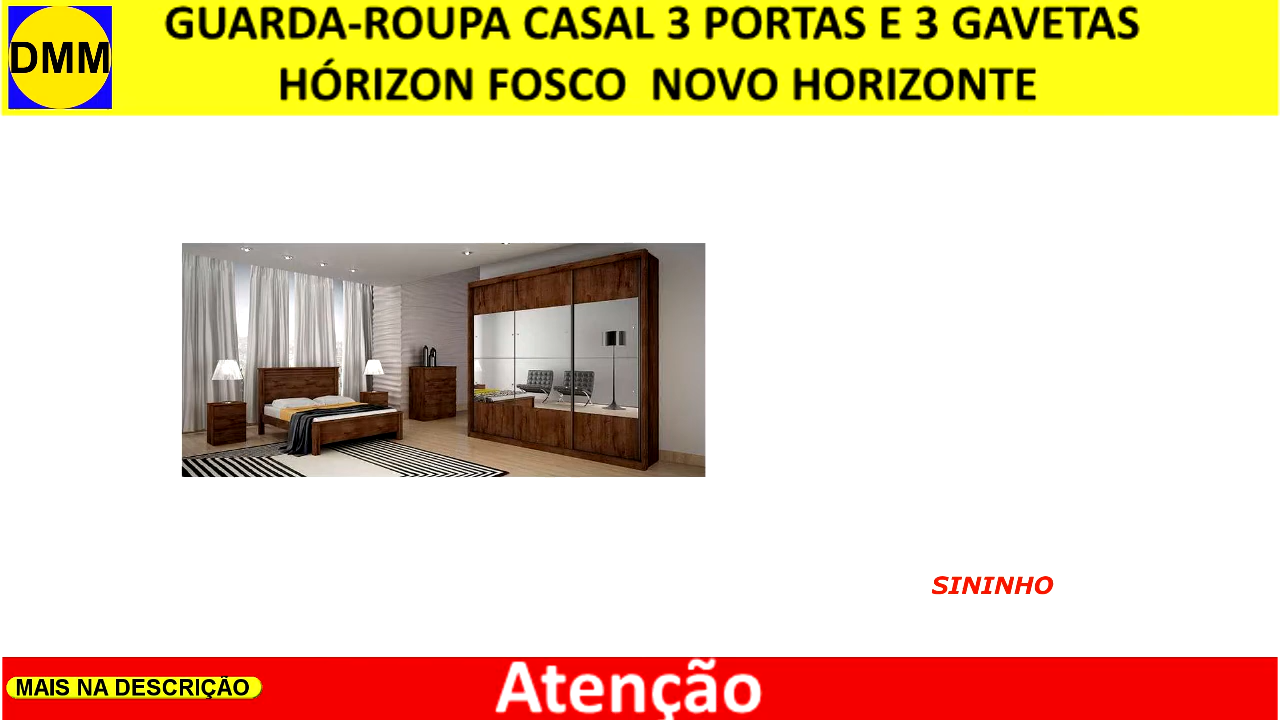 GUARDA-ROUPA CASAL 3 PORTAS E 3 GAVETAS
HÓRIZON FOSCO NOVO HORIZONTE
DMM
SININHO
MAIS NA DESCRIÇÃO
Atenção